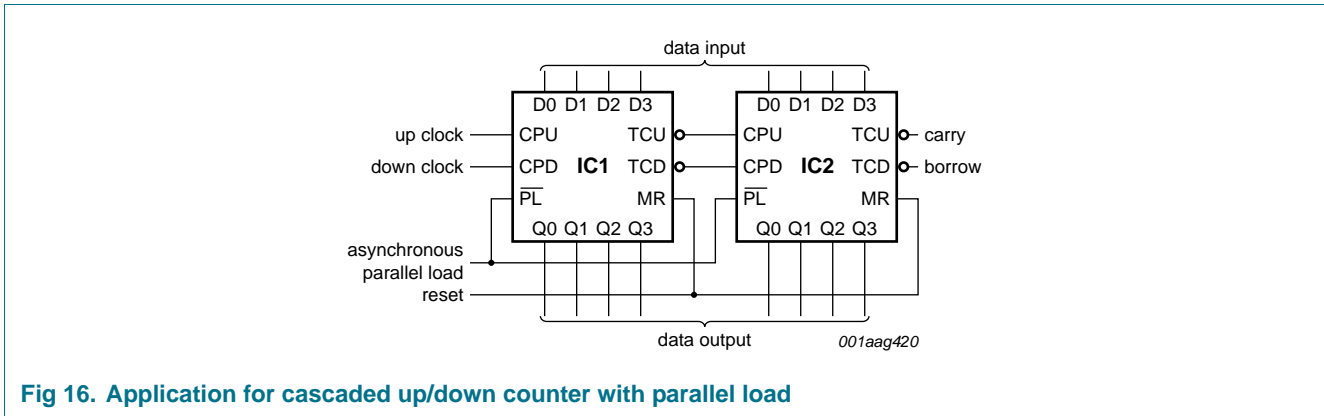 data input
D0 D1 D2 D3 D0 D1 D2 D3
up clock CPU TCU CPU TCU carry
down clock CPD IC1 TCD CPD IC2 TCD borrow
PL MR PL MR
Q0 Q1 Q2 Q3 Q0 Q1 Q2 Q3
asynchronous
parallel load
reset
data output 001aag420
Fig 16. Application for cascaded up/down counter with parallel load